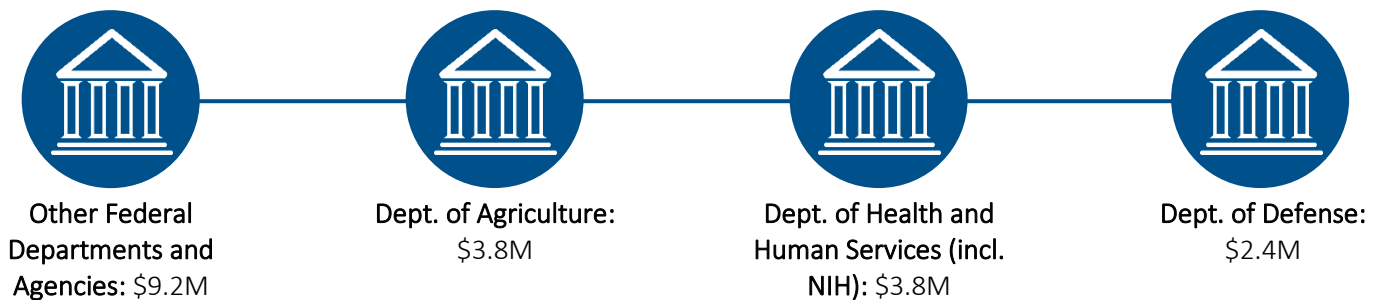 Other Federal
Departments and
Agencies: $9.2M
Dept. of Agriculture:
$3.8M
Dept. of Health and
Human Services (incl.
NIH): $3.8M
Dept. of Defense:
$2.4M